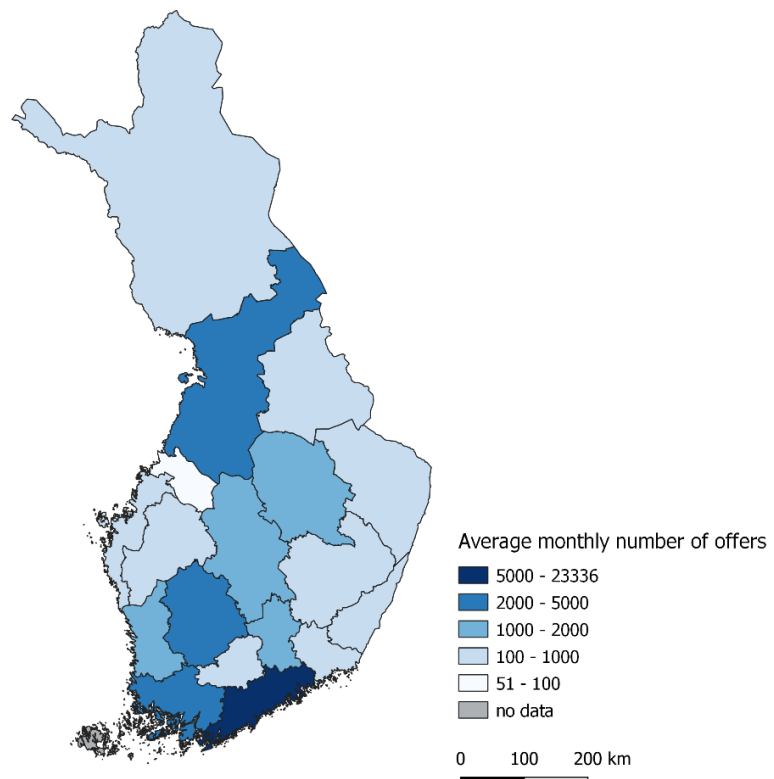 Average monthly number of offers
5000 - 23336
2000 - 5000
1000 - 2000
100 - 1000
51 - 100
no data
0 100 200 km